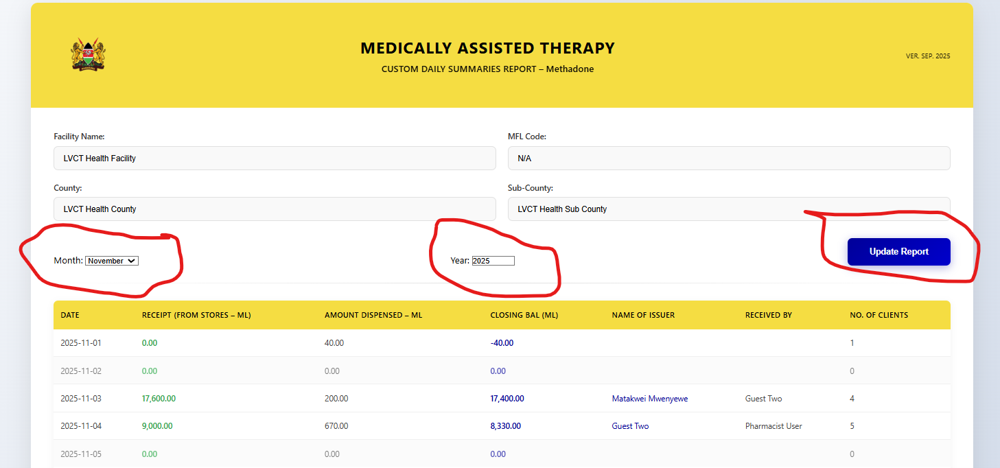 MEDICALLY ASSISTED THERAPY
CUSTOM DAILY SUMMARIES REPORT – Methadone
VER. SEP. 2025
Facility Name:
LVCT Health Facility
MFL Code:
N/A
County:
LVCT Health County
Sub-County:
LVCT Health Sub County
Month: November
Year: 2025
Update Report
DATE RECEIPT (FROM STORES – ML) AMOUNT DISPENSED – ML CLOSING BAL (ML) NAME OF ISSUER RECEIVED BY NO. OF CLIENTS
2025-11-01 0.00 40.00 -40.00 1
2025-11-02 0.00 0.00 0.00 0
2025-11-03 17,600.00 200.00 17,400.00 Matakwei Mwenyewe Guest Two 4
2025-11-04 9,000.00 670.00 8,330.00 Guest Two Pharmacist User 5
2025-11-05 0.00 0.00 0.00 0